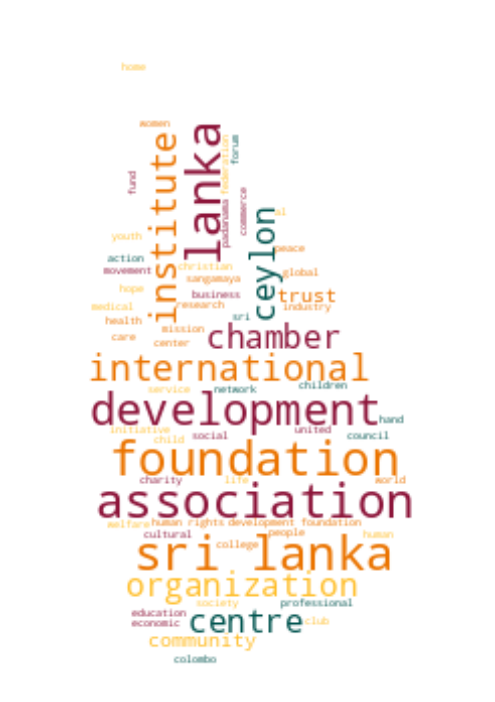 home
women
institute
lanka
federation
forum
fund
padanama
commerce
ceylon
al
youth
peace
action
movement
christian
sangamaya
global
hope
business
trust
medical
research
industry
health
sri
mission
care
center
chamber
international
service
network
children
development
hand
initiative
child
social
united
council
foundation
charity
life
world
association
welfare
human rights
development foundation
cultural
people
human
college
sri lanka
organization
society
professional
education
economic
centre
club
community
colombo